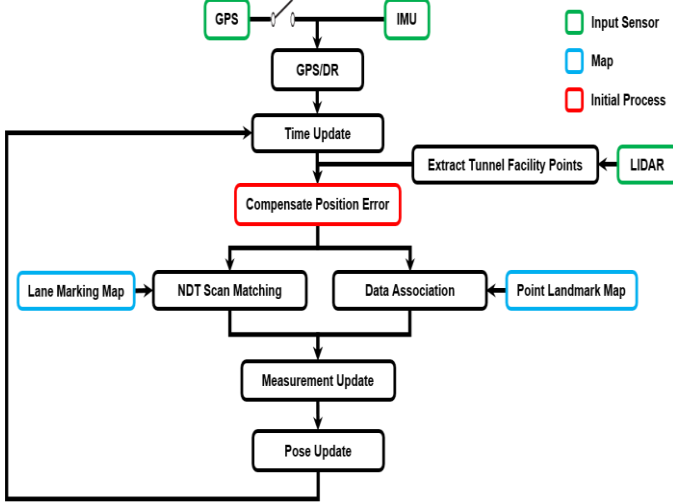 GPS
IMU
Input Sensor
GPS/DR
Map
Initial Process
Time Update
Extract Tunnel Facility Points
LIDAR
Compensate Position Error
Lane Marking Map
NDT Scan Matching
Data Association
Point Landmark Map
Measurement Update
Pose Update